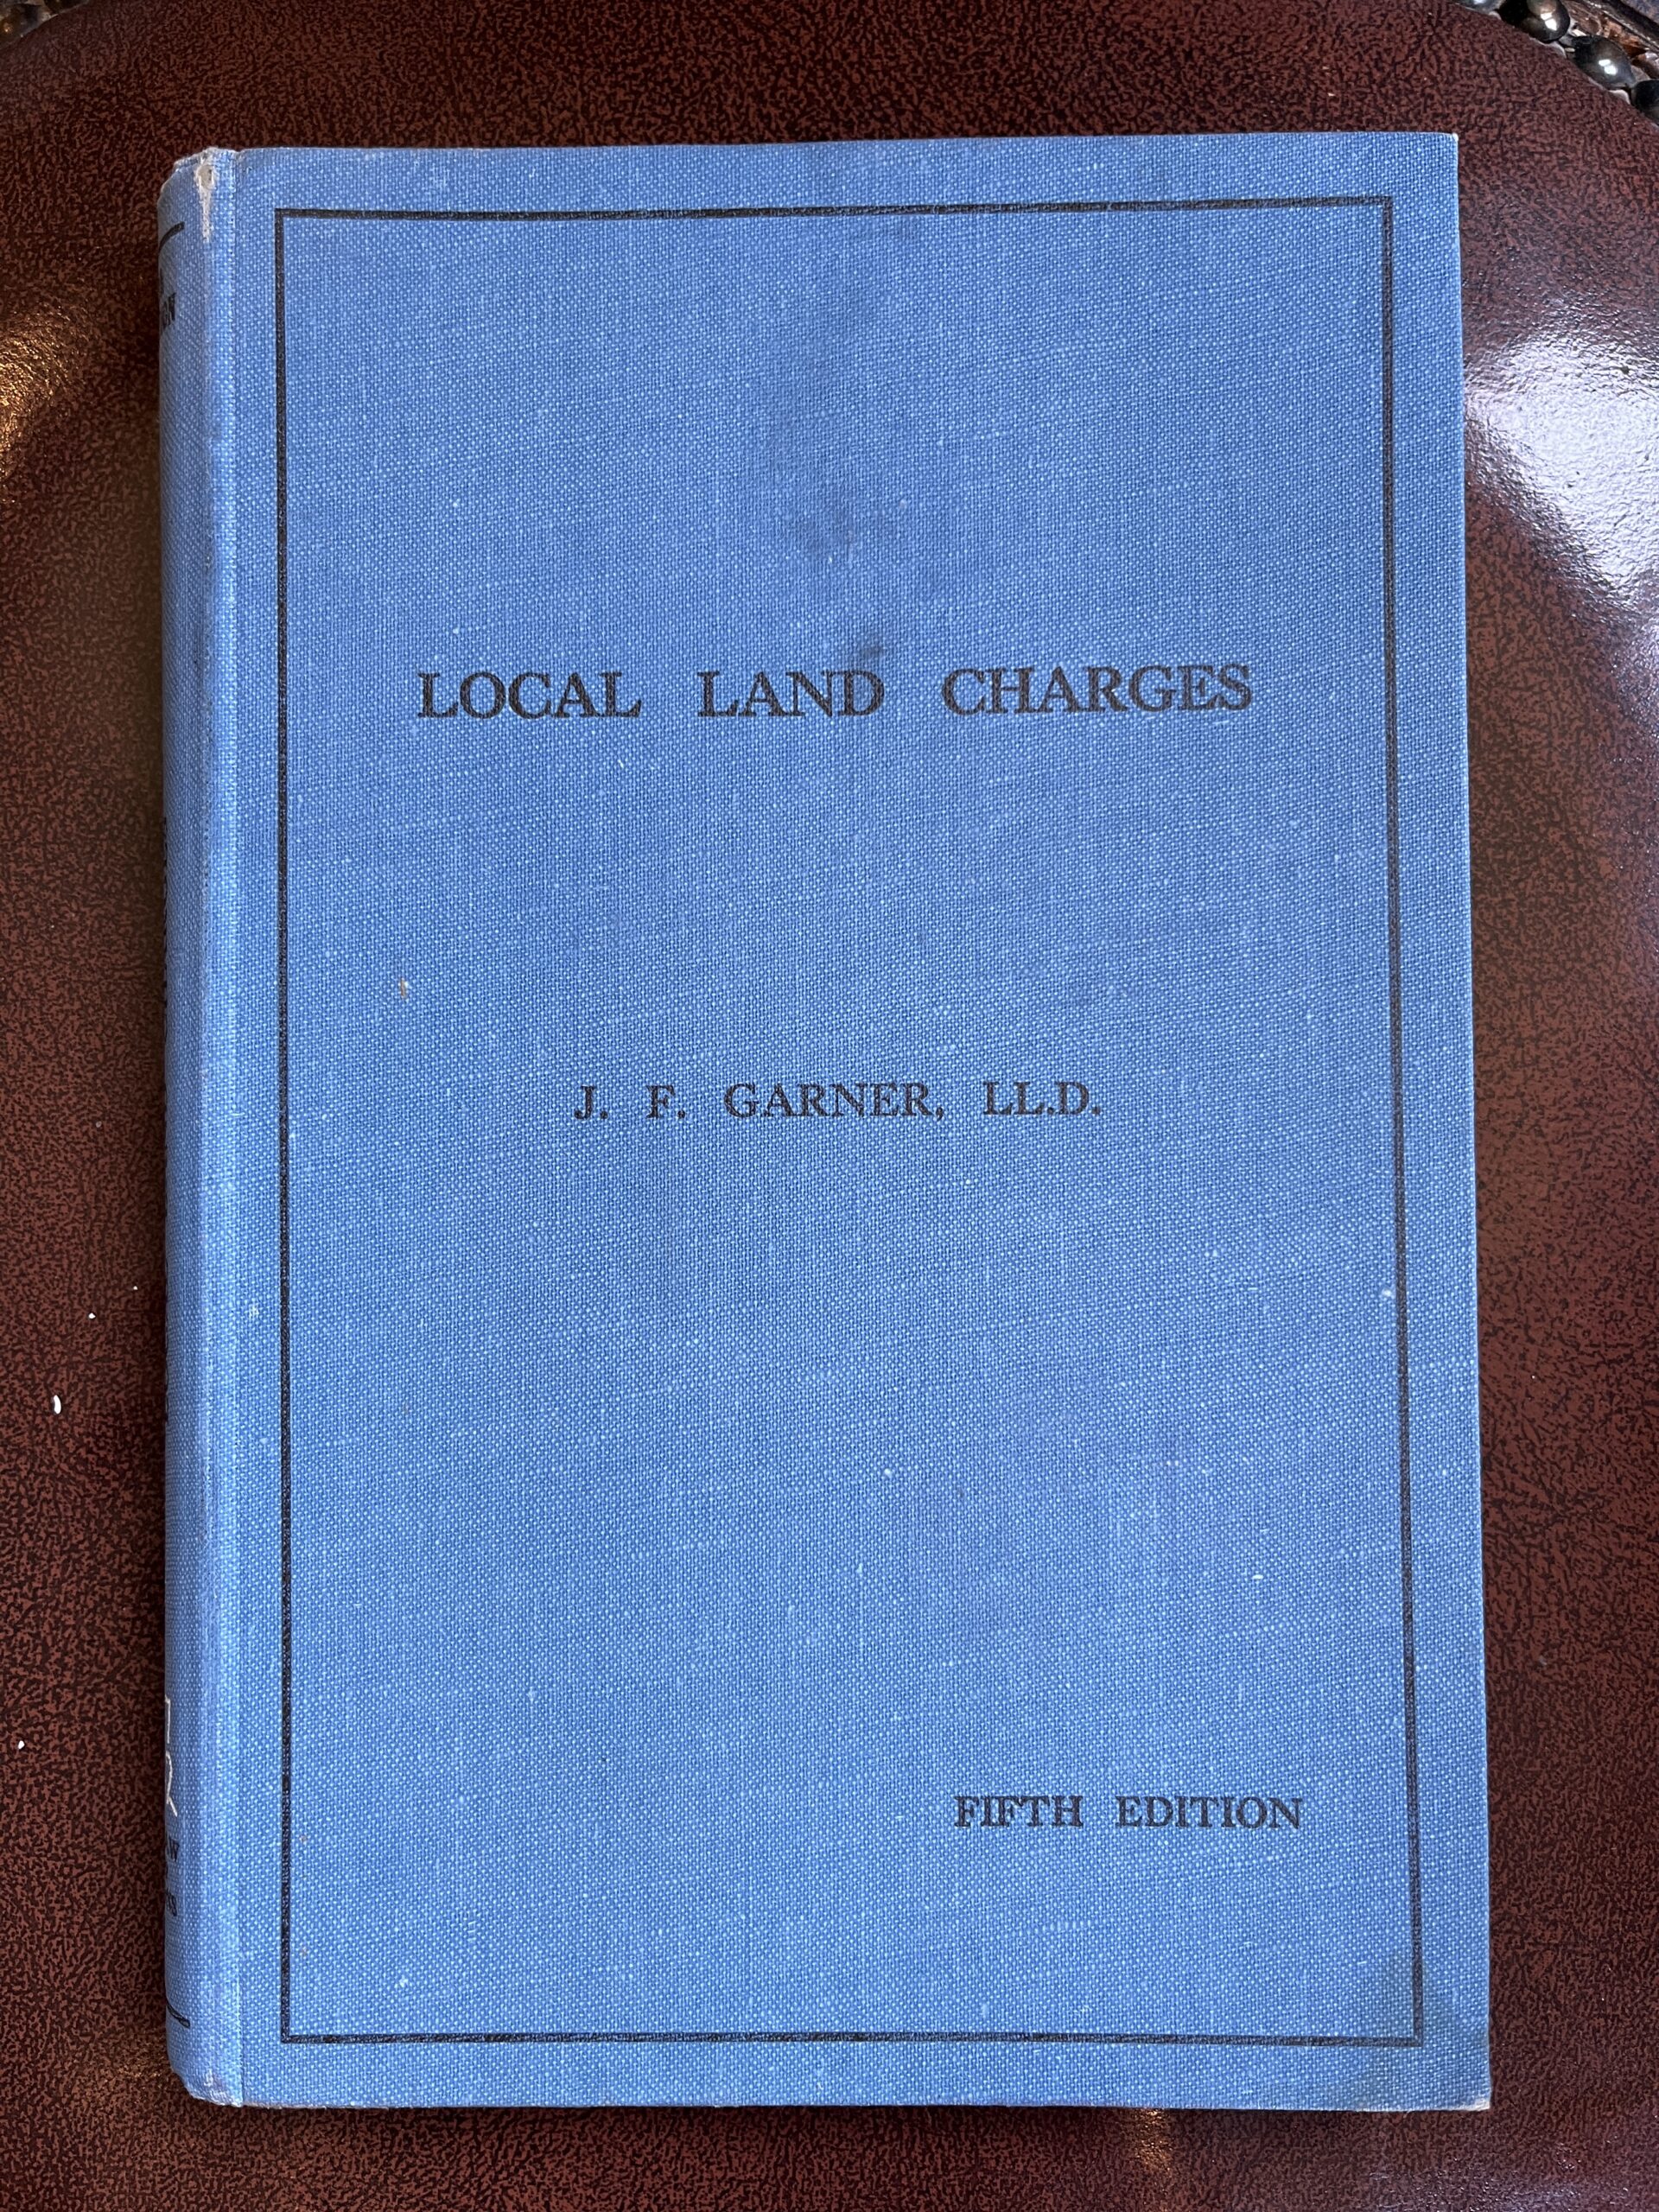 LOCAL LAND CHARGES
J. F. GARNER, LL.D.
FIFTH EDITION